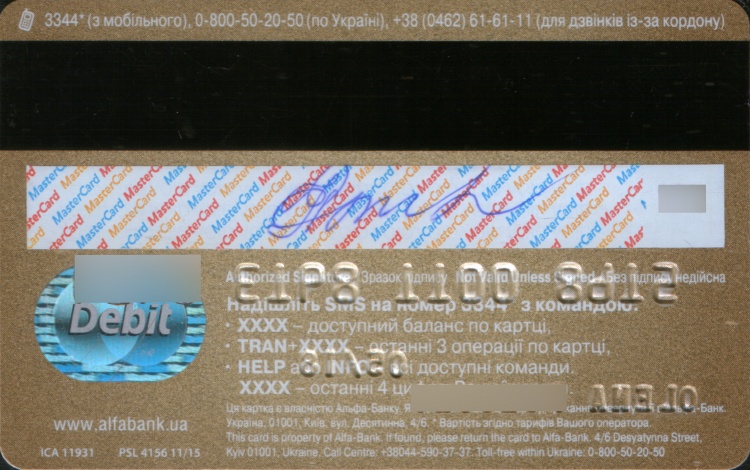 3344* (з мобільного), 0-800-50-20-50 (по Україні), +38 (0462) 61-61-11 (для дзвінків із-за кордону)
MasterCard MasterCard MasterCard MasterCard MasterCard
Зразок підпису Not Valid Unless Signed Без підпису недійсна
Debit
Надішліть SMS на номер 3344* з командою:
• XXXX – доступний баланс по картці,
• TRAN+XXXX – останні 3 операції по картці,
• HELP INFO доступні команди.
XXXX – останні 4
www.alfabank.ua
Ця картка є власністю Альфа-Банку.
Україна, 01001, Київ, вул. Десятинна, 4/6. * Вартість згідно тарифів Вашого оператора.
This card is property of Alfa-Bank. If found, please return the card to Alfa-Bank. 4/6 Desyatynna Street,
Kyiv 01001, Ukraine. Call Centre: +38044-590-37-37. Toll-free within Ukraine: 0-800-50-20-50
ICA 11931 PSL 4156 11/15